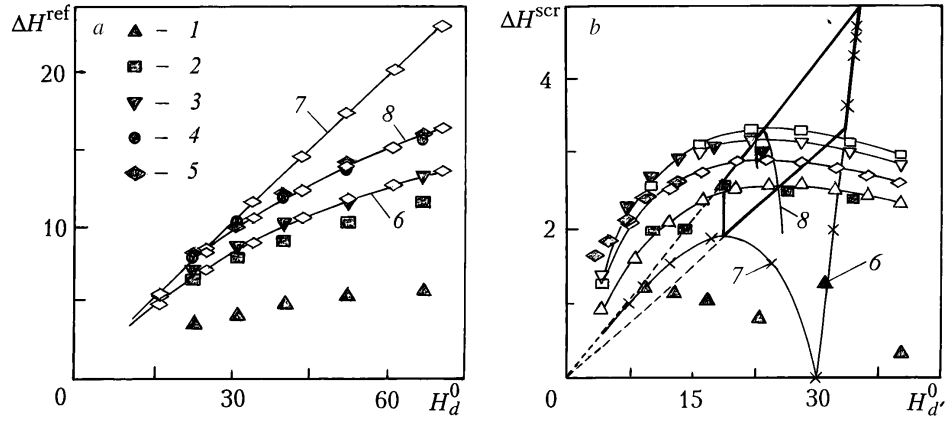 ΔH^ref
a
▲ – 1
■ – 2
▼ – 3
● – 4
◆ – 5
20
10
0
30
60
H_d^0
7
8
6
ΔH^scr
b
4
2
0
15
30
H_d'^0
7
8
6